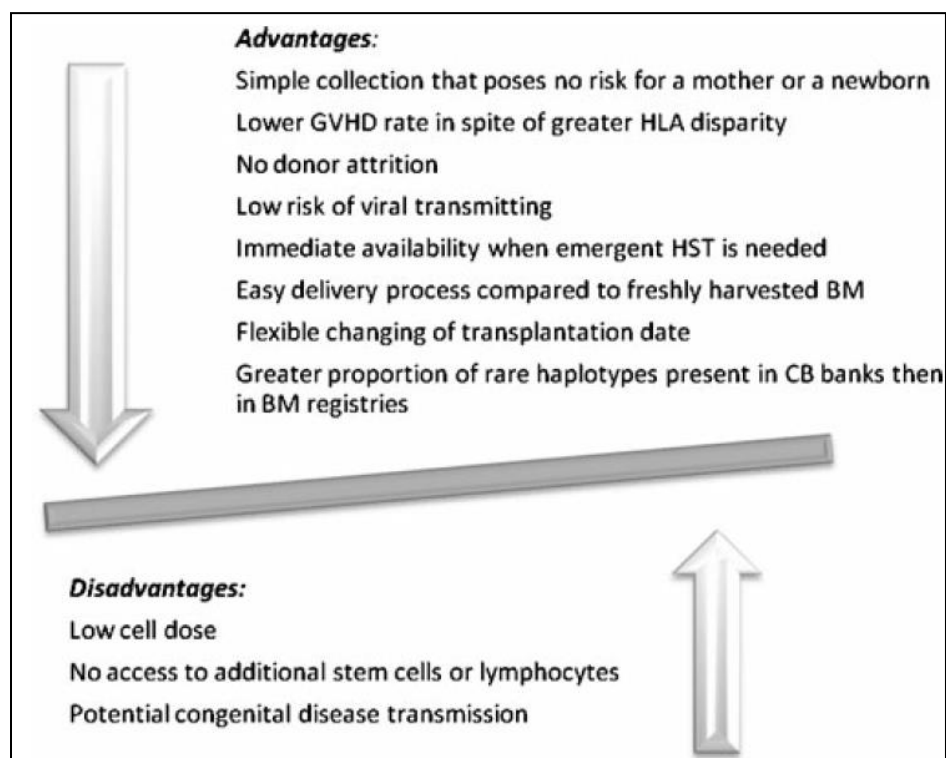 Advantages:
Simple collection that poses no risk for a mother or a newborn
Lower GVHD rate in spite of greater HLA disparity
No donor attrition
Low risk of viral transmitting
Immediate availability when emergent HST is needed
Easy delivery process compared to freshly harvested BM
Flexible changing of transplantation date
Greater proportion of rare haplotypes present in CB banks then
in BM registries
Disadvantages:
Low cell dose
No access to additional stem cells or lymphocytes
Potential congenital disease transmission